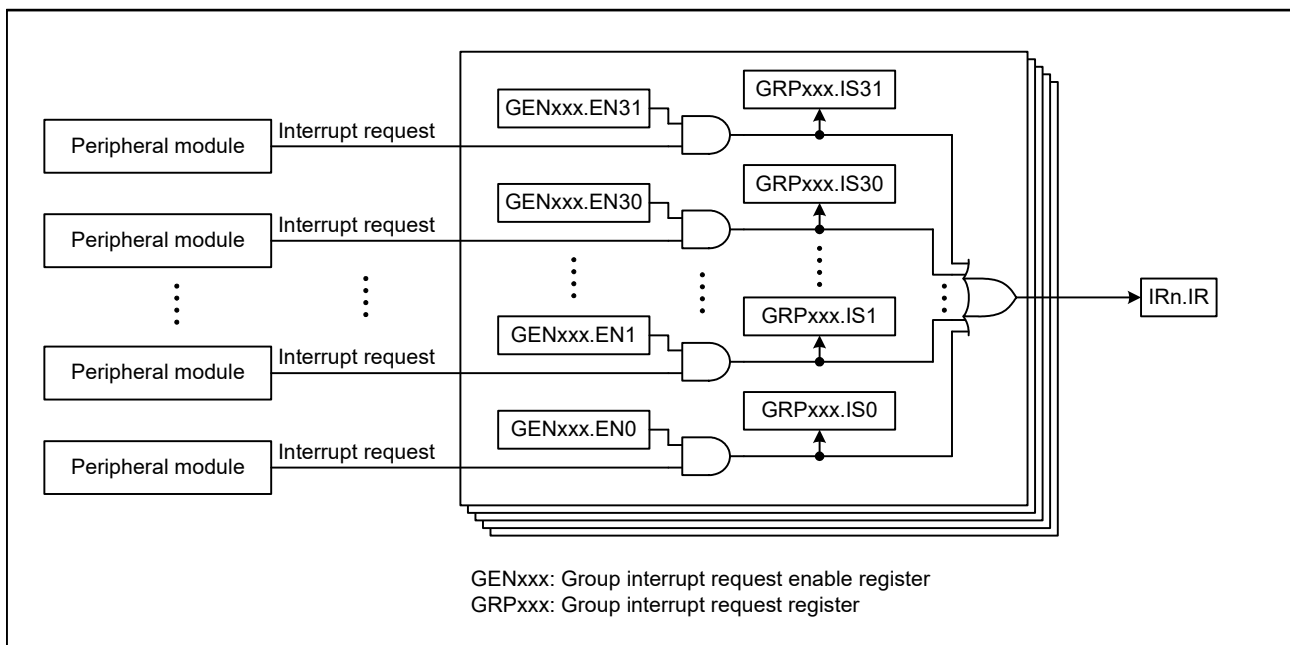 GENxxx.EN31
GRPxxx.IS31
Peripheral module
Interrupt request
GENxxx.EN30
GRPxxx.IS30
Peripheral module
Interrupt request
GENxxx.EN1
GRPxxx.IS1
IRn.IR
Peripheral module
Interrupt request
GENxxx.EN0
GRPxxx.IS0
Peripheral module
Interrupt request
GENxxx: Group interrupt request enable register
GRPxxx: Group interrupt request register